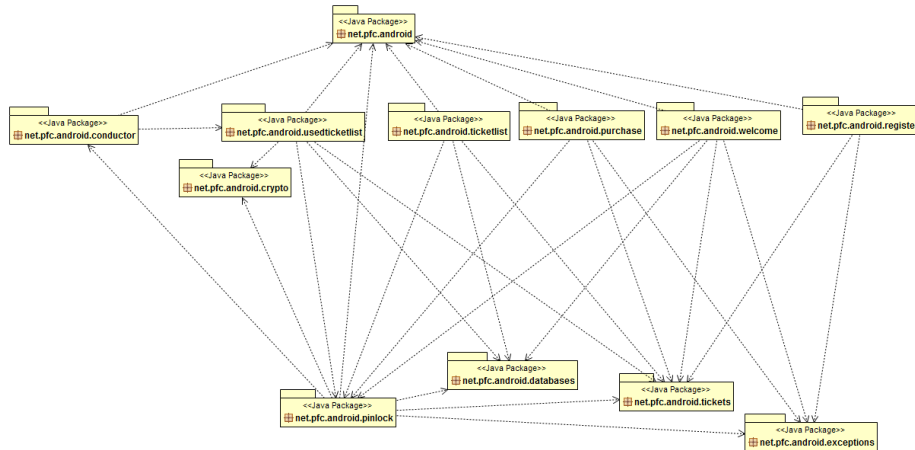 <<Java Package>>
net.pfc.android
<<Java Package>>
net.pfc.android.conductor
<<Java Package>>
net.pfc.android.usedticketlist
<<Java Package>>
net.pfc.android.ticketlist
<<Java Package>>
net.pfc.android.purchase
<<Java Package>>
net.pfc.android.welcome
<<Java Package>>
net.pfc.android.register
<<Java Package>>
net.pfc.android.crypto
<<Java Package>>
net.pfc.android.databases
<<Java Package>>
net.pfc.android.tickets
<<Java Package>>
net.pfc.android.pinlock
<<Java Package>>
net.pfc.android.exceptions